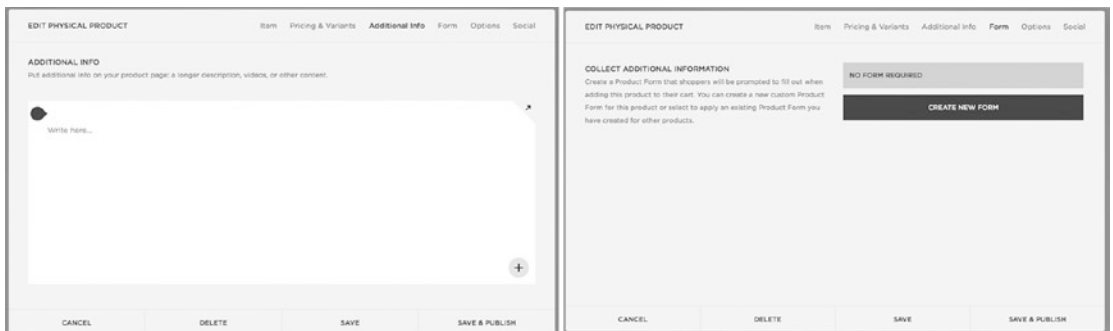 EDIT PHYSICAL PRODUCT
Item Pricing & Variants Additional Info Form Options Social
ADDITIONAL INFO
Put additional info on your product page: a longer description, videos, or other content.
Write here...
CANCEL DELETE SAVE SAVE & PUBLISH
EDIT PHYSICAL PRODUCT
Item Pricing & Variants Additional Info Form Options Social
COLLECT ADDITIONAL INFORMATION
Create a Product Form that shoppers will be prompted to fill out when
adding this product to their cart. You can create a new custom Product
Form for this product or select to apply an existing Product Form you
have created for other products.
NO FORM REQUIRED
CREATE NEW FORM
CANCEL DELETE SAVE SAVE & PUBLISH